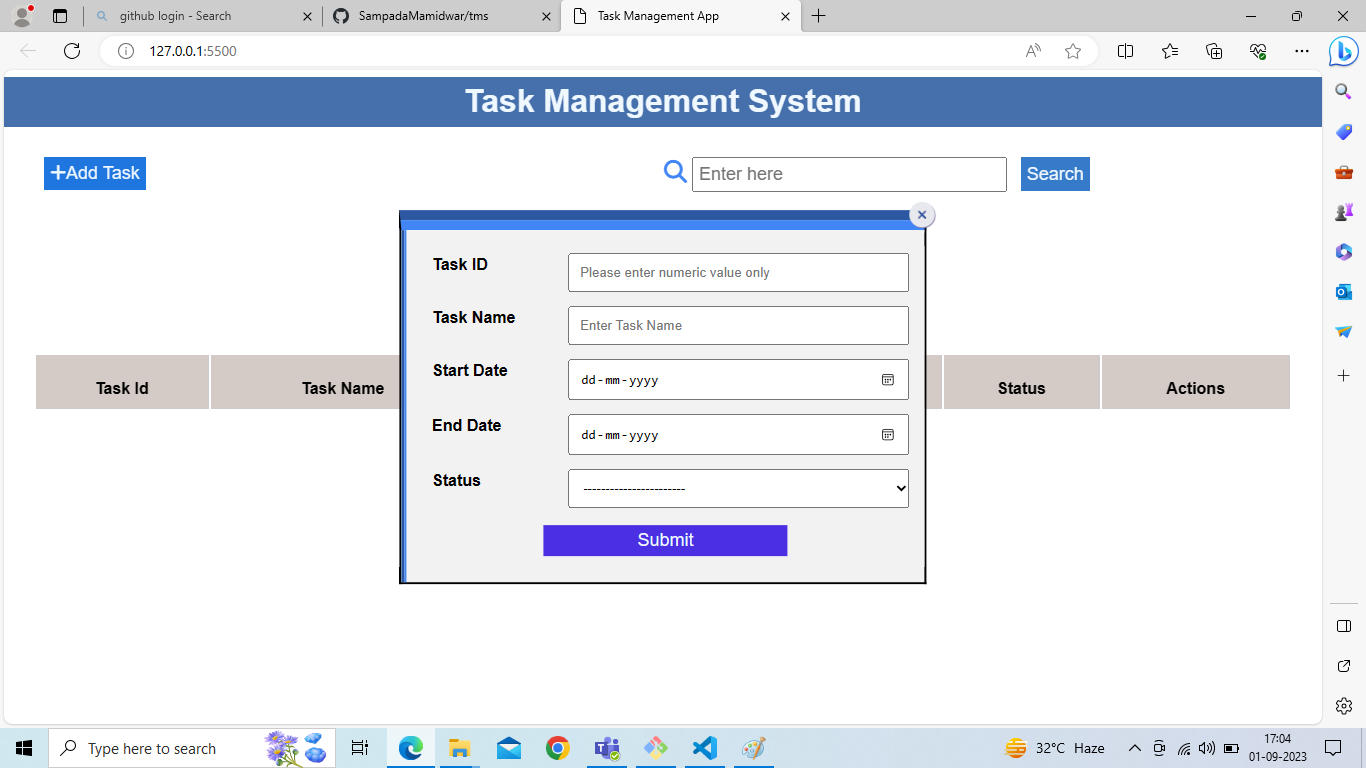 github login - Search
SampadaMamidwar/tms
Task Management App
127.0.0.1:5500
Task Management System
+Add Task
Enter here
Search
Task ID
Please enter numeric value only
Task Name
Enter Task Name
Start Date
dd-mm-yyyy
End Date
dd-mm-yyyy
Status
-----------------------
Submit
Task Id
Task Name
Status
Actions
Type here to search
32°C Haze
17:04
01-09-2023